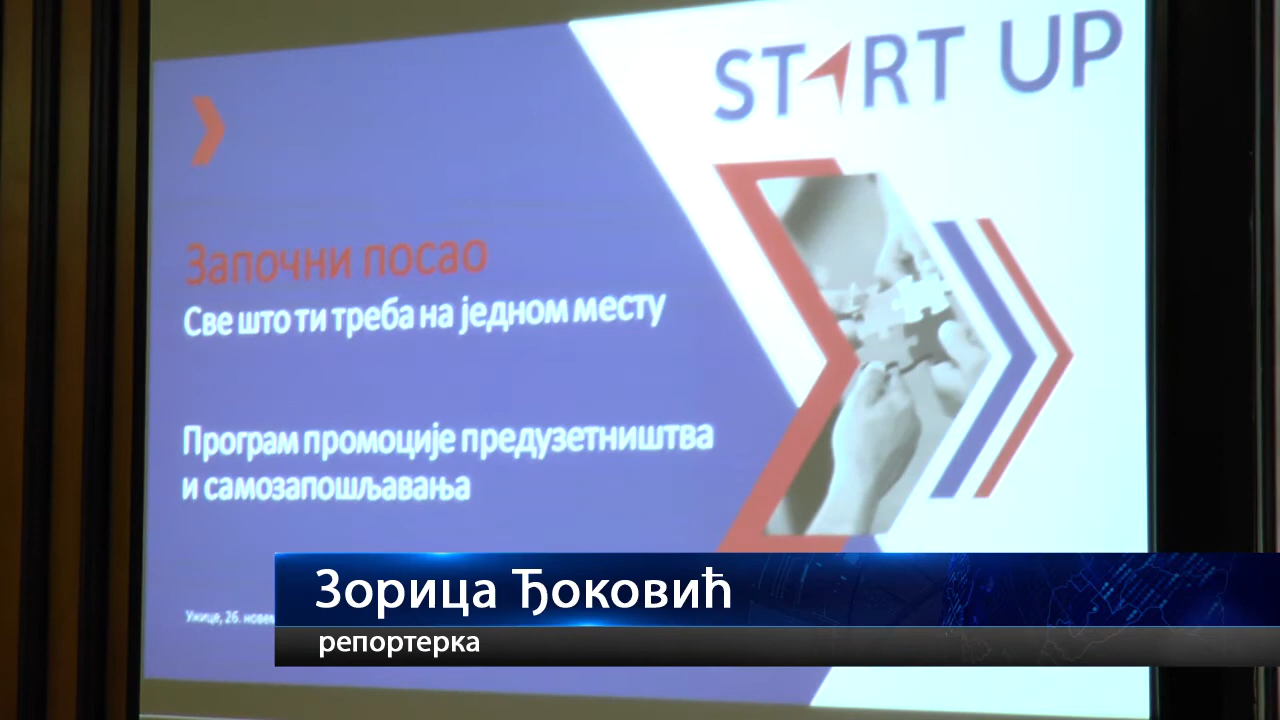 START UP
Започни посао
Све што ти треба на једном месту
Програм промоције предузетништва
и самозапошљавања
Ужице, 26.
Зорица Ђоковић
репортерка